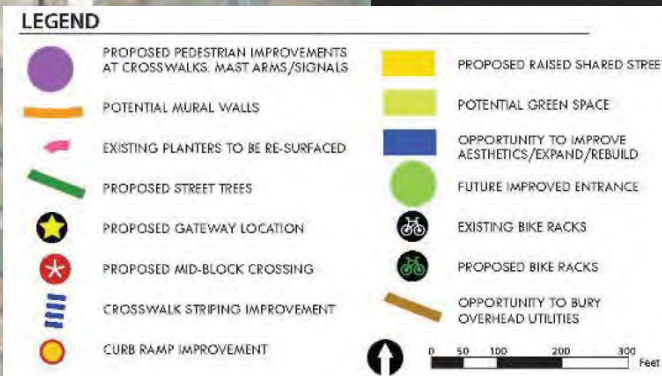 LEGEND
PROPOSED PEDESTRIAN IMPROVEMENTS
AT CROSSWALKS. MAST ARMS/SIGNALS
POTENTIAL MURAL WALLS
EXISTING PLANTERS TO BE RE-SURFACED
PROPOSED STREET TREES
PROPOSED GATEWAY LOCATION
PROPOSED MID-BLOCK CROSSING
CROSSWALK STRIPING IMPROVEMENT
CURB RAMP IMPROVEMENT
PROPOSED RAISED SHARED STREET
POTENTIAL GREEN SPACE
OPPORTUNITY TO IMPROVE
AESTHETICS/EXPAND/REBUILD
FUTURE IMPROVED ENTRANCE
EXISTING BIKE RACKS
PROPOSED BIKE RACKS
OPPORTUNITY TO BURY
OVERHEAD UTILITIES
0 50 100 200 300
Feet